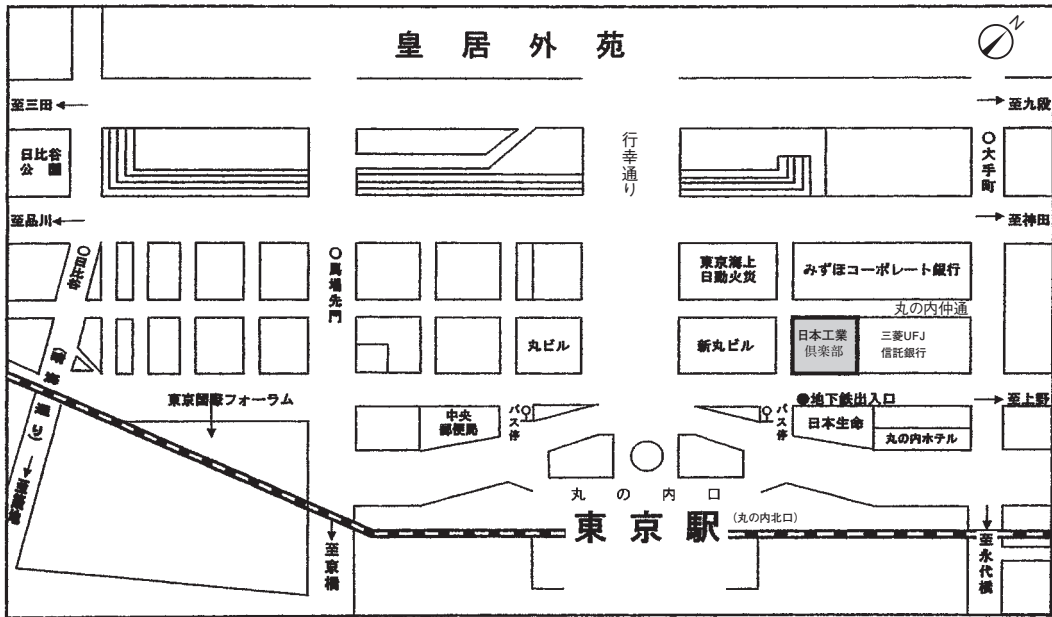 皇居外苑
N
至三田
至九段
日比谷
公園
行幸通り
大手町
至品川
至神田
日比谷
馬場先門
東京海上
日動火災
みずほコーポレート銀行
丸の内仲通
丸ビル
新丸ビル
日本工業
倶楽部
三菱UFJ
信託銀行
東京国際フォーラム
地下鉄出入口
至上野
中央
郵便局
バス停
バス停
日本生命
丸の内ホテル
丸の内口
東京駅
(丸の内北口)
至京橋
至永代橋